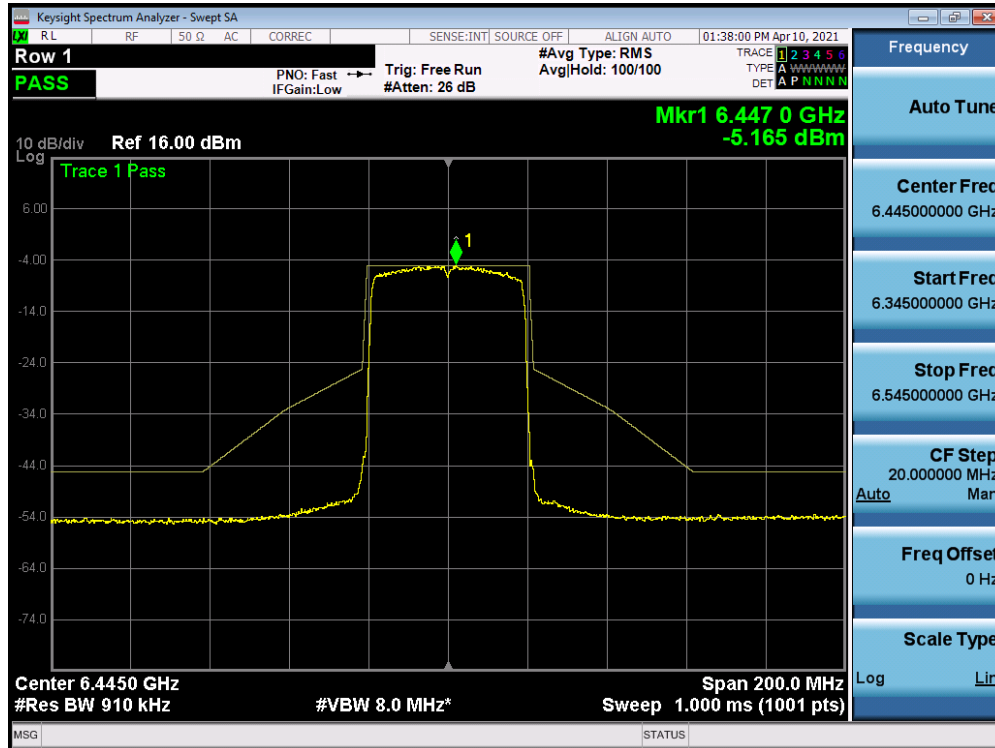 Keysight Spectrum Analyzer - Swept SA
LXI RL RF 50 Ω AC CORREC SENSE:INT SOURCE OFF ALIGN AUTO 01:38:00 PM Apr 10, 2021
Row 1
PASS
PNO: Fast
IFGain:Low
Trig: Free Run
#Atten: 26 dB
#Avg Type: RMS
Avg|Hold: 100/100
TRACE 1 2 3 4 5 6
TYPE A WWWWW
DET A P N N N N
Mkr1 6.447 0 GHz
-5.165 dBm
10 dB/div Ref 16.00 dBm
Log
Trace 1 Pass
1
6.00
-4.00
-14.0
-24.0
-34.0
-44.0
-54.0
-64.0
-74.0
Center 6.4450 GHz Span 200.0 MHz
#Res BW 910 kHz #VBW 8.0 MHz* Sweep 1.000 ms (1001 pts)
MSG STATUS
Frequency
Auto Tune
Center Freq
6.445000000 GHz
Start Freq
6.345000000 GHz
Stop Freq
6.545000000 GHz
CF Step
20.000000 MHz
Auto Man
Freq Offset
0 Hz
Scale Type
Log Lin